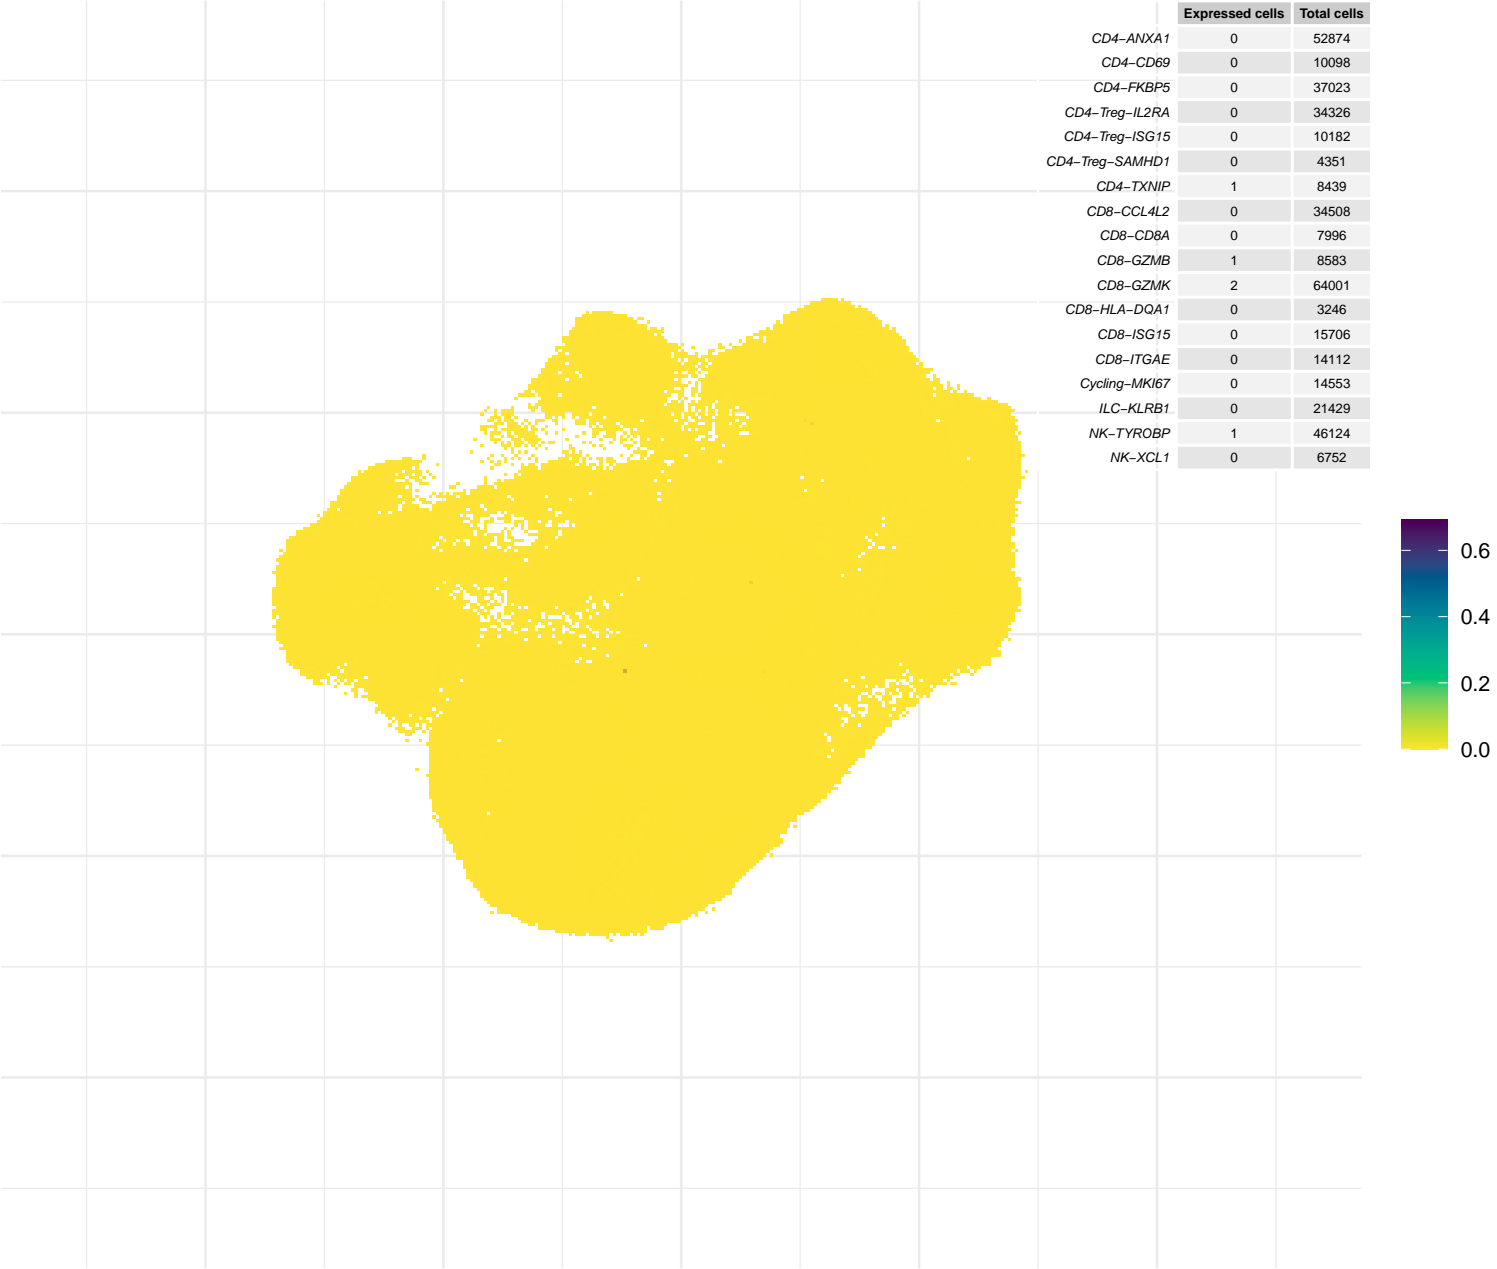 Expressed cells Total cells
CD4−ANXA1 0 52874
CD4−CD69 0 10098
CD4−FKBP5 0 37023
CD4−Treg−IL2RA 0 34326
CD4−Treg−ISG15 0 10182
CD4−Treg−SAMHD1 0 4351
CD4−TXNIP 1 8439
CD8−CCL4L2 0 34508
CD8−CD8A 0 7996
CD8−GZMB 1 8583
CD8−GZMK 2 64001
CD8−HLA−DQA1 0 3246
CD8−ISG15 0 15706
CD8−ITGAE 0 14112
Cycling−MKI67 0 14553
ILC−KLRB1 0 21429
NK−TYROBP 1 46124
NK−XCL1 0 6752
0.6
0.4
0.2
0.0